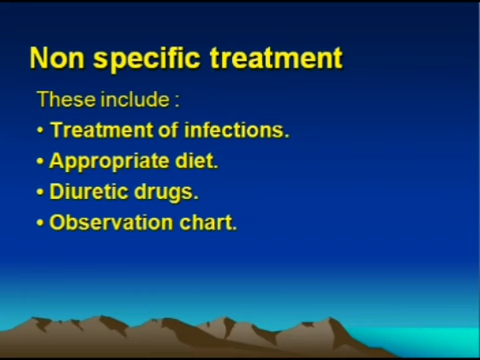 Non specific treatment
These include :
• Treatment of infections.
• Appropriate diet.
• Diuretic drugs.
• Observation chart.